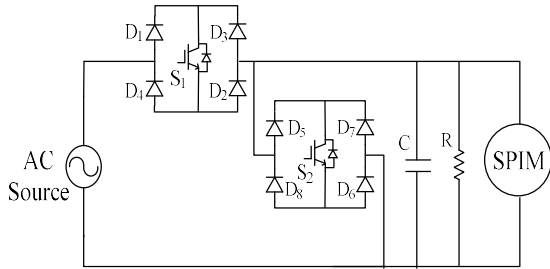 D1 D3
S1
D4 D2
D5 D7
S2
D8 D6
C R
AC
Source
SPIM